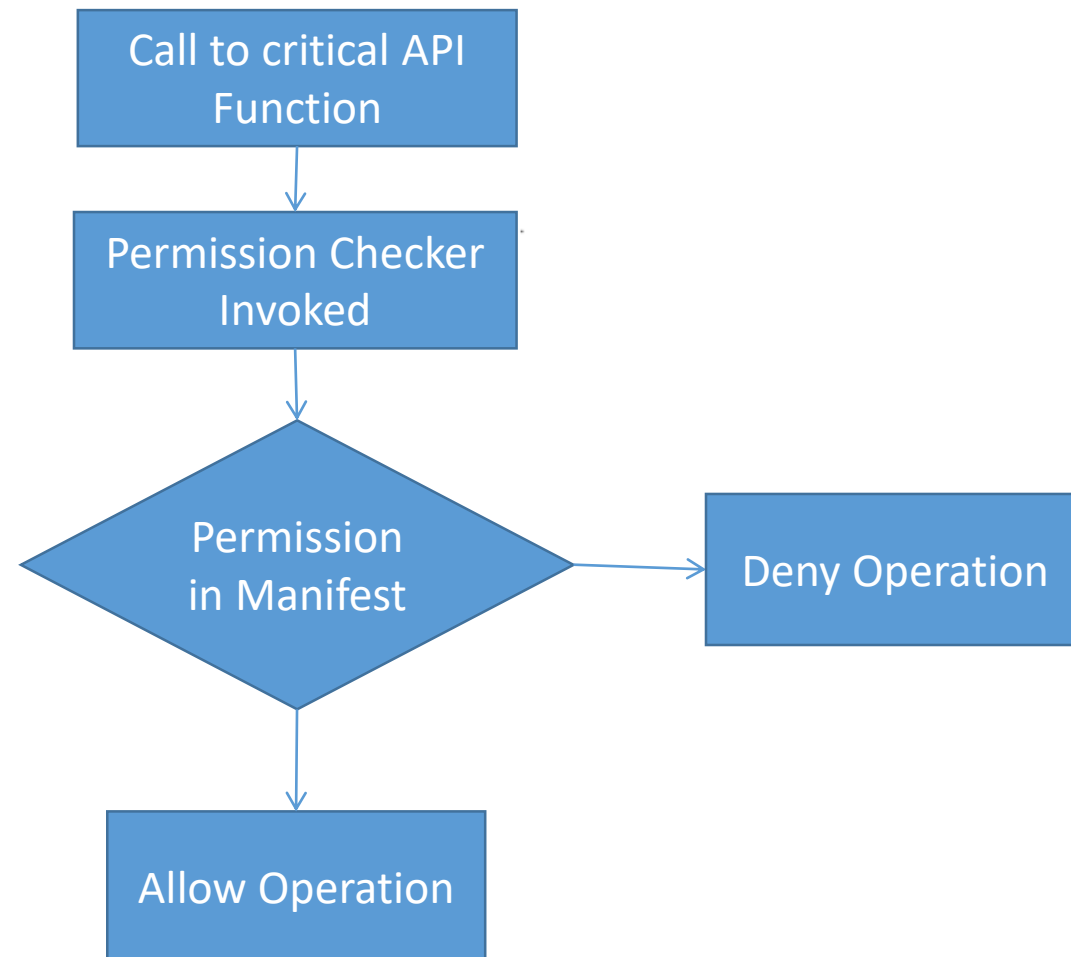 Call to critical API
Function
Permission Checker
Invoked
Permission
in Manifest
Deny Operation
Allow Operation